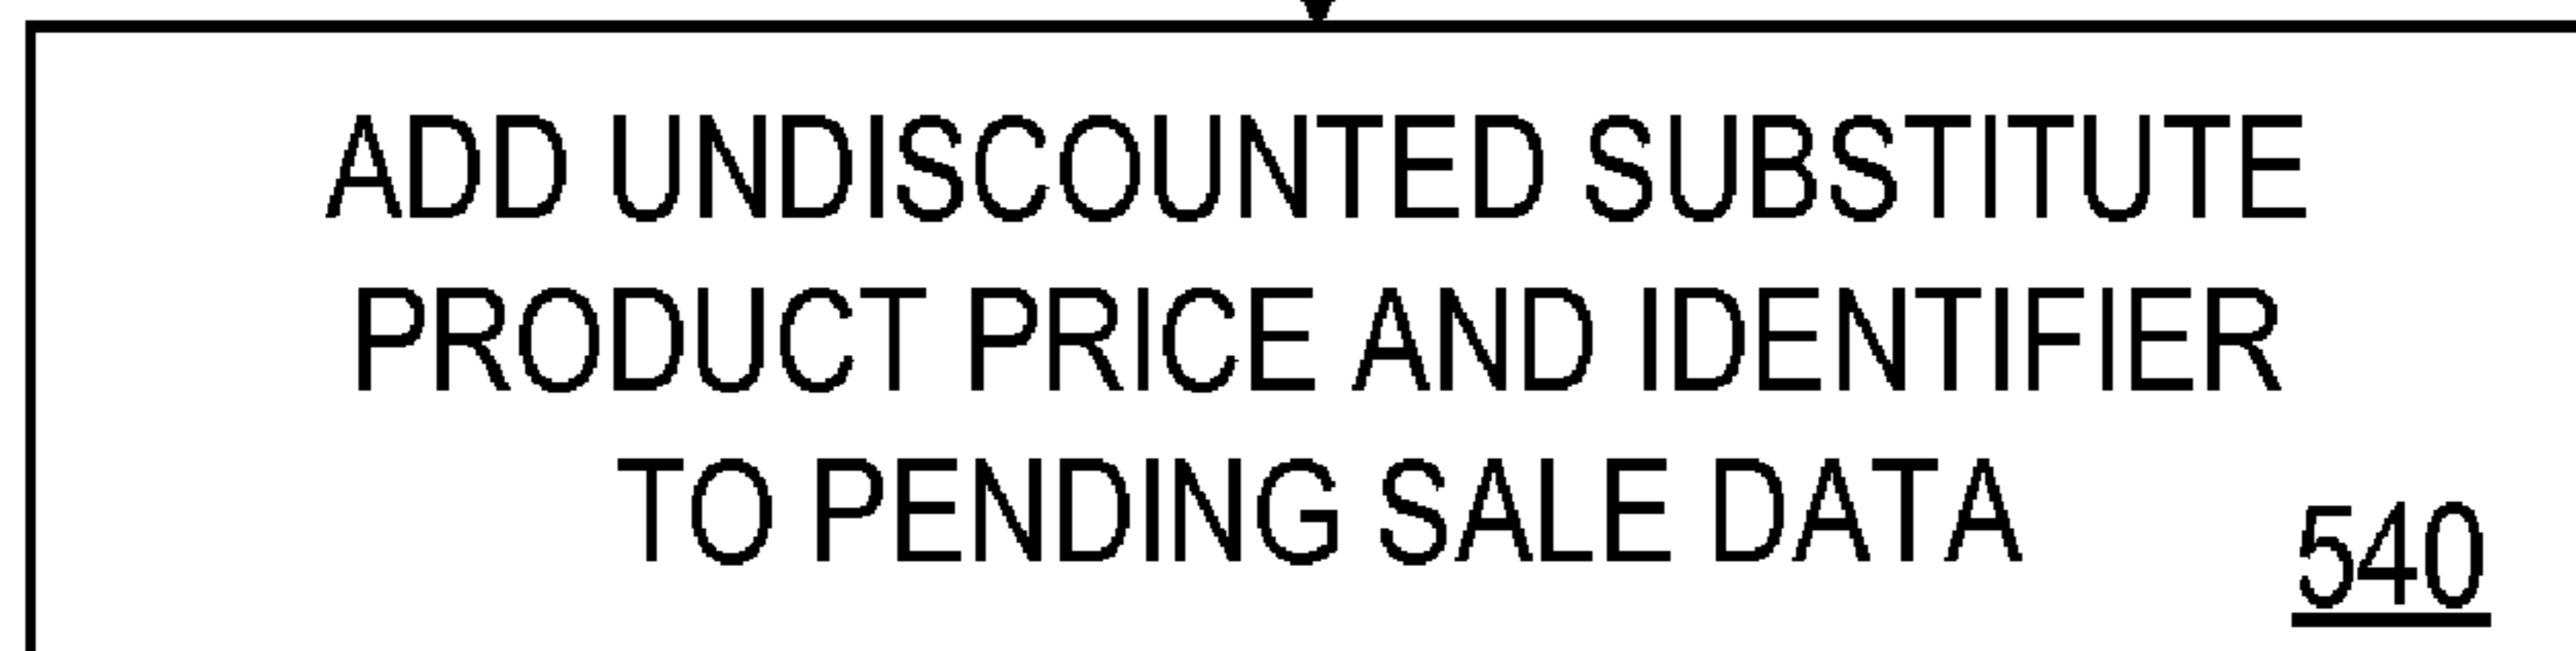 ADD UNDISCOUNTED SUBSTITUTE
PRODUCT PRICE AND IDENTIFIER
TO PENDING SALE DATA
540